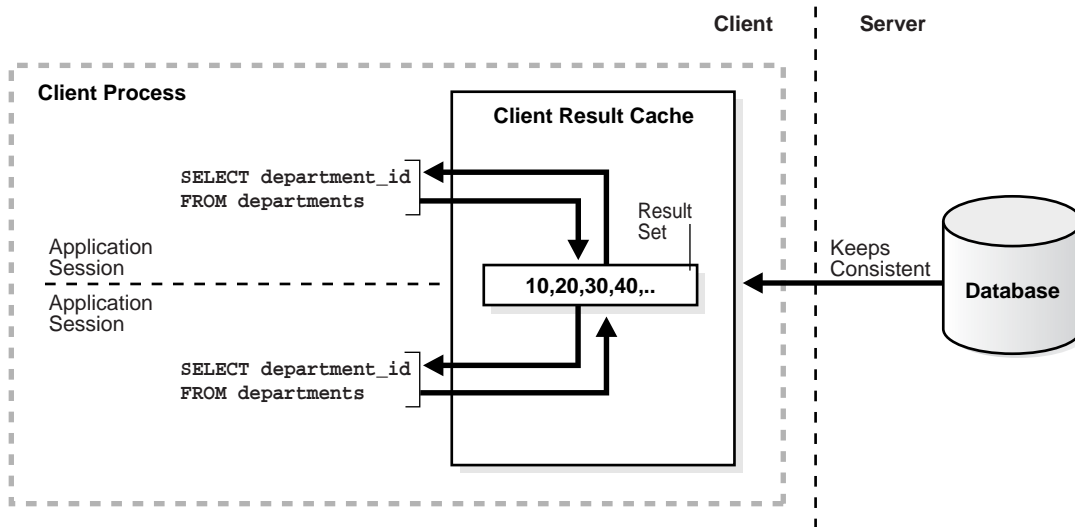 Client
Server
Client Process
Client Result Cache
SELECT department_id
FROM departments
Result
Set
Application
Session
Keeps
Consistent
10,20,30,40,..
Database
Application
Session
SELECT department_id
FROM departments